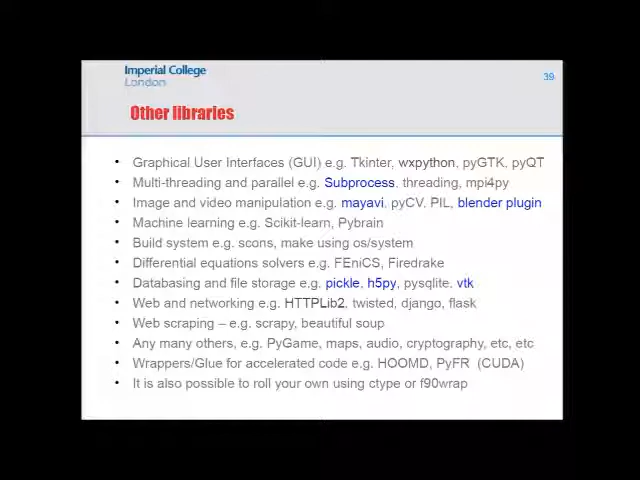 Imperial College
London
39
Other libraries
• Graphical User Interfaces (GUI) e.g. Tkinter, wxpython, pyGTK, pyQT
• Multi-threading and parallel e.g. Subprocess, threading, mpi4py
• Image and video manipulation e.g. mayavi, pyCV, PIL, blender plugin
• Machine learning e.g. Scikit-learn, Pybrain
• Build system e.g. scons, make using os/system
• Differential equations solvers e.g. FEniCS, Firedrake
• Databasing and file storage e.g. pickle, h5py, pysqlite, vtk
• Web and networking e.g. HTTPLib2, twisted, django, flask
• Web scraping – e.g. scrapy, beautiful soup
• Any many others, e.g. PyGame, maps, audio, cryptography, etc, etc
• Wrappers/Glue for accelerated code e.g. HOOMD, PyFR (CUDA)
• It is also possible to roll your own using ctype or f90wrap